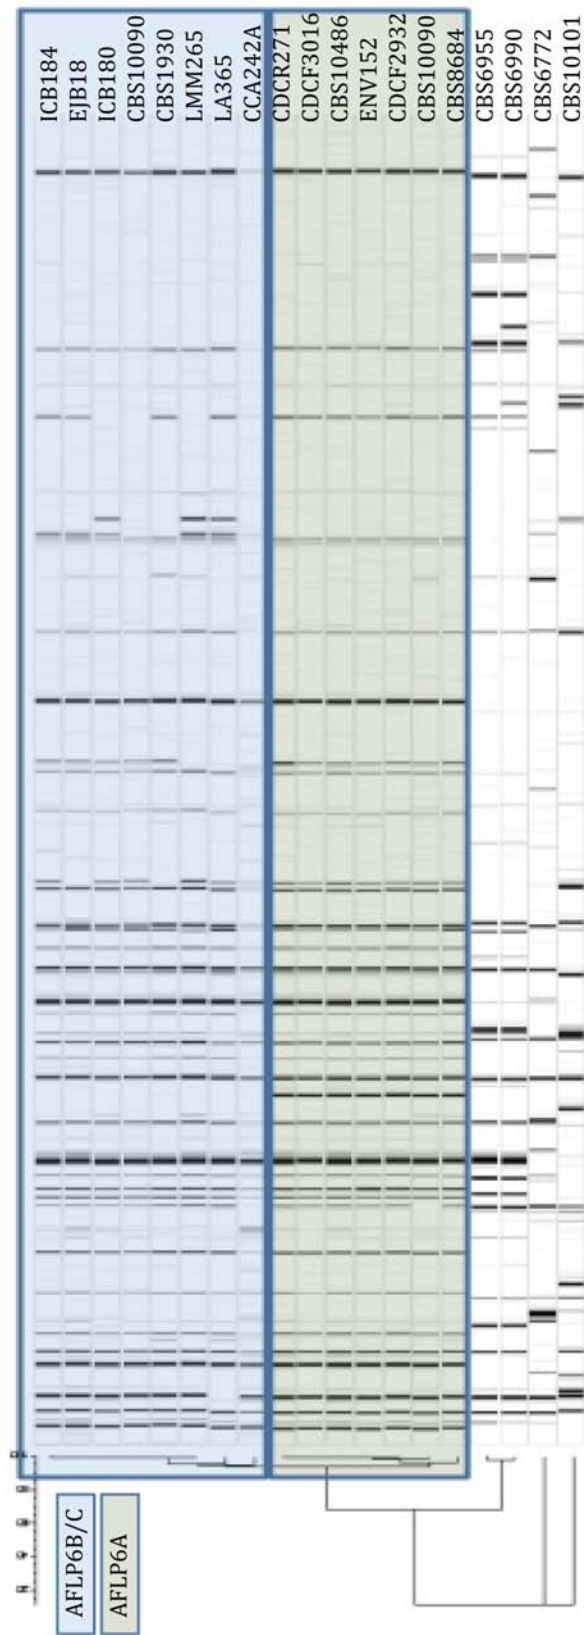 ICB184
EJB18
ICB180
CBS10090
CBS1930
LMM265
LA365
CCA242A
CDCR271
CDCF3016
CBS10486
ENV152
CDCF2932
CBS10090
CBS8684
CBS6955
CBS6990
CBS6772
CBS10101
AFLP6B/C
AFLP6A